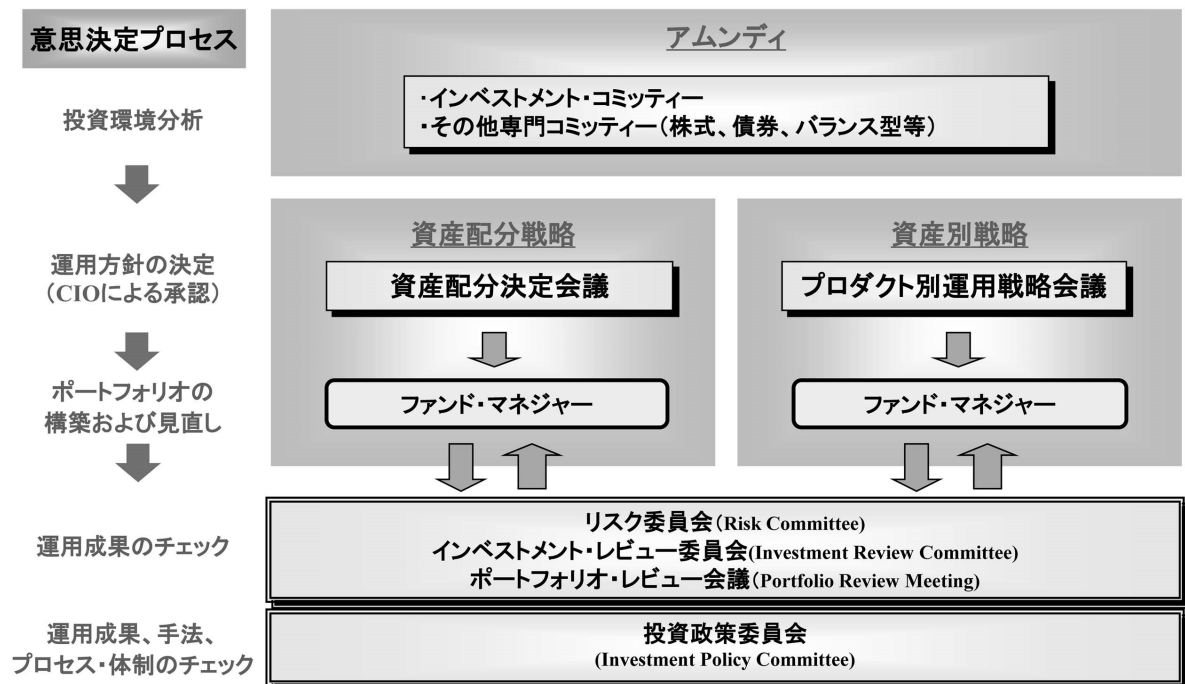 意思決定プロセス
アムンディ
投資環境分析
・インベストメント・コミッティー
・その他専門コミッティー(株式、債券、バランス型等)
運用方針の決定
(CIOによる承認)
資産配分戦略
資産配分決定会議
資産別戦略
プロダクト別運用戦略会議
ポートフォリオの
構築および見直し
ファンド・マネジャー
ファンド・マネジャー
運用成果のチェック
リスク委員会(Risk Committee)
インベストメント・レビュー委員会(Investment Review Committee)
ポートフォリオ・レビュー会議(Portfolio Review Meeting)
運用成果、手法、
プロセス・体制のチェック
投資政策委員会
(Investment Policy Committee)